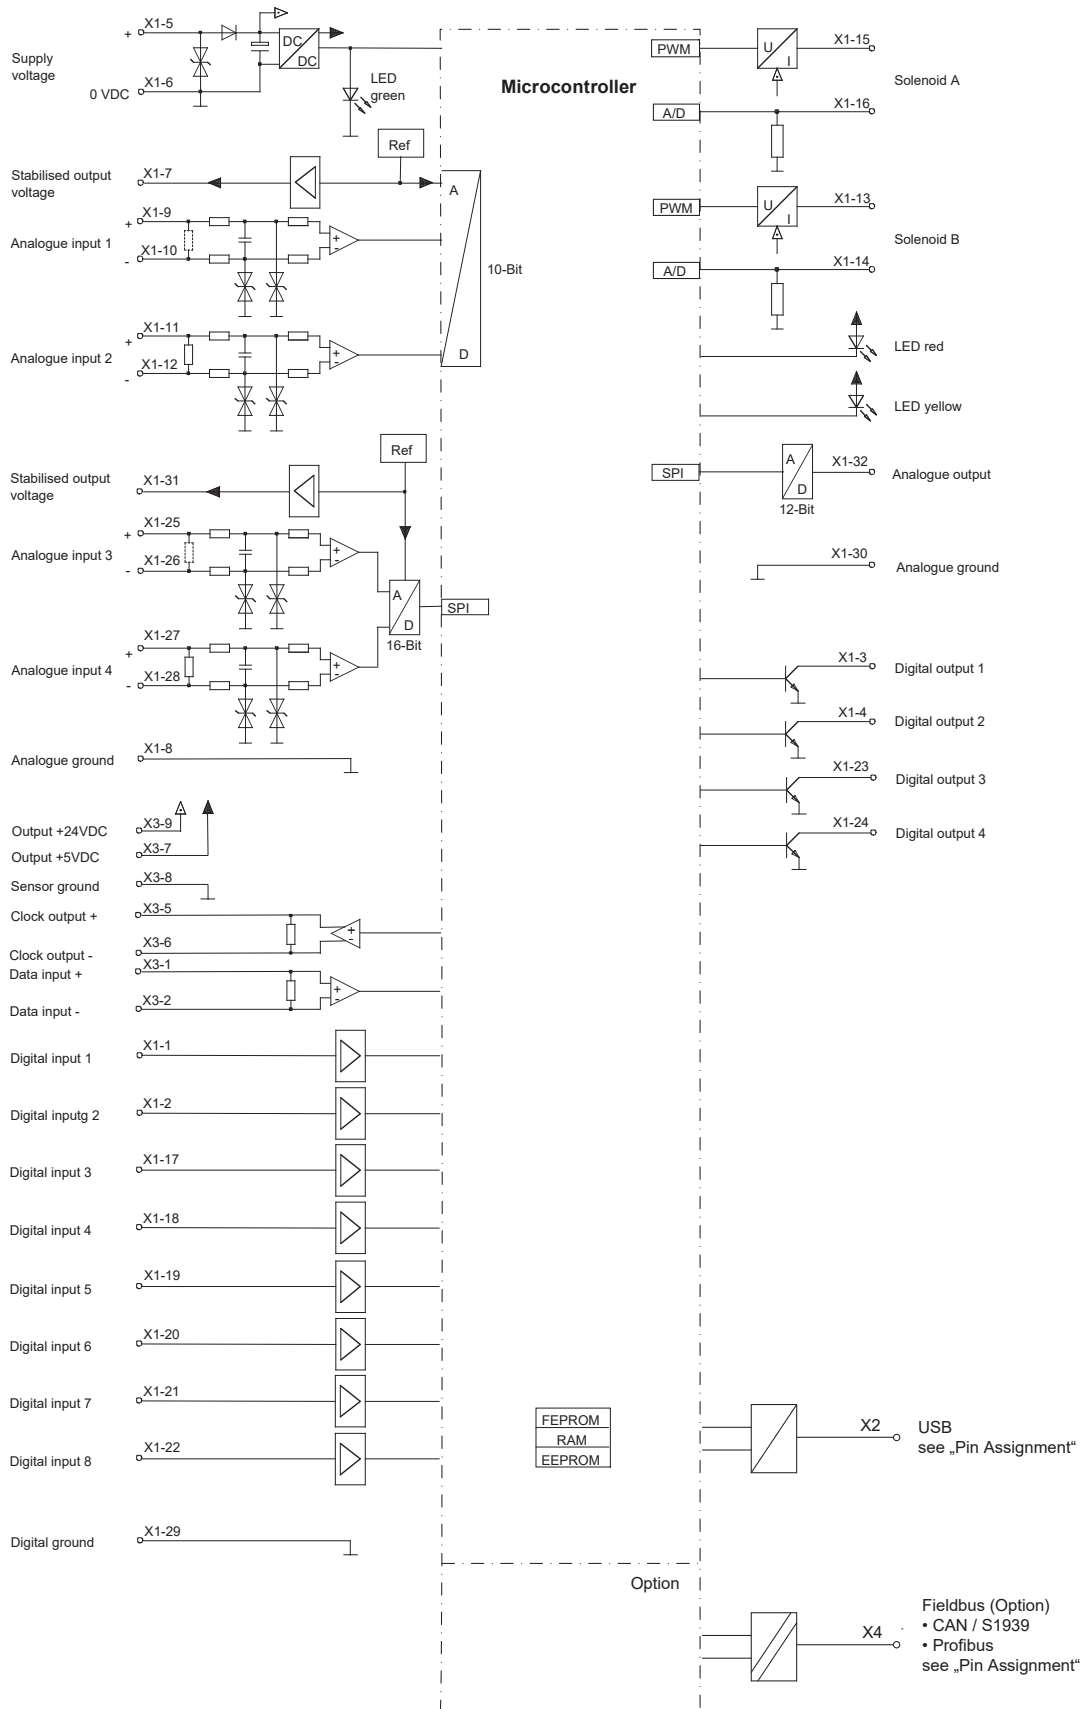 X1-5
+
Supply
voltage
X1-6
0 VDC
DC
DC
LED
green
Microcontroller
Ref
Stabilised output
voltage
X1-7
A
X1-9
+
Analogue input 1
X1-10
-
+
-
10-Bit
X1-11
+
Analogue input 2
X1-12
-
+
-
D
Ref
Stabilised output
voltage
X1-31
X1-25
+
Analogue input 3
X1-26
-
+
-
A
D
16-Bit
SPI
X1-27
+
Analogue input 4
X1-28
-
+
-
X1-8
Analogue ground
X3-9
Output +24VDC
X3-7
Output +5VDC
X3-8
Sensor ground
X3-5
Clock output +
+
-
X3-6
Clock output -
X3-1
Data input +
+
-
X3-2
Data input -
X1-1
Digital input 1
X1-2
Digital inputg 2
X1-17
Digital input 3
X1-18
Digital input 4
X1-19
Digital input 5
X1-20
Digital input 6
X1-21
Digital input 7
X1-22
Digital input 8
X1-29
Digital ground
FEPROM
RAM
EEPROM
Option
PWM
U
I
X1-15
Solenoid A
A/D
X1-16
PWM
U
I
X1-13
Solenoid B
A/D
X1-14
LED red
LED yellow
SPI
A
D
12-Bit
X1-32
Analogue output
X1-30
Analogue ground
X1-3
Digital output 1
X1-4
Digital output 2
X1-23
Digital output 3
X1-24
Digital output 4
X2
USB
see „Pin Assignment“
X4
Fieldbus (Option)
• CAN / S1939
• Profibus
see „Pin Assignment“